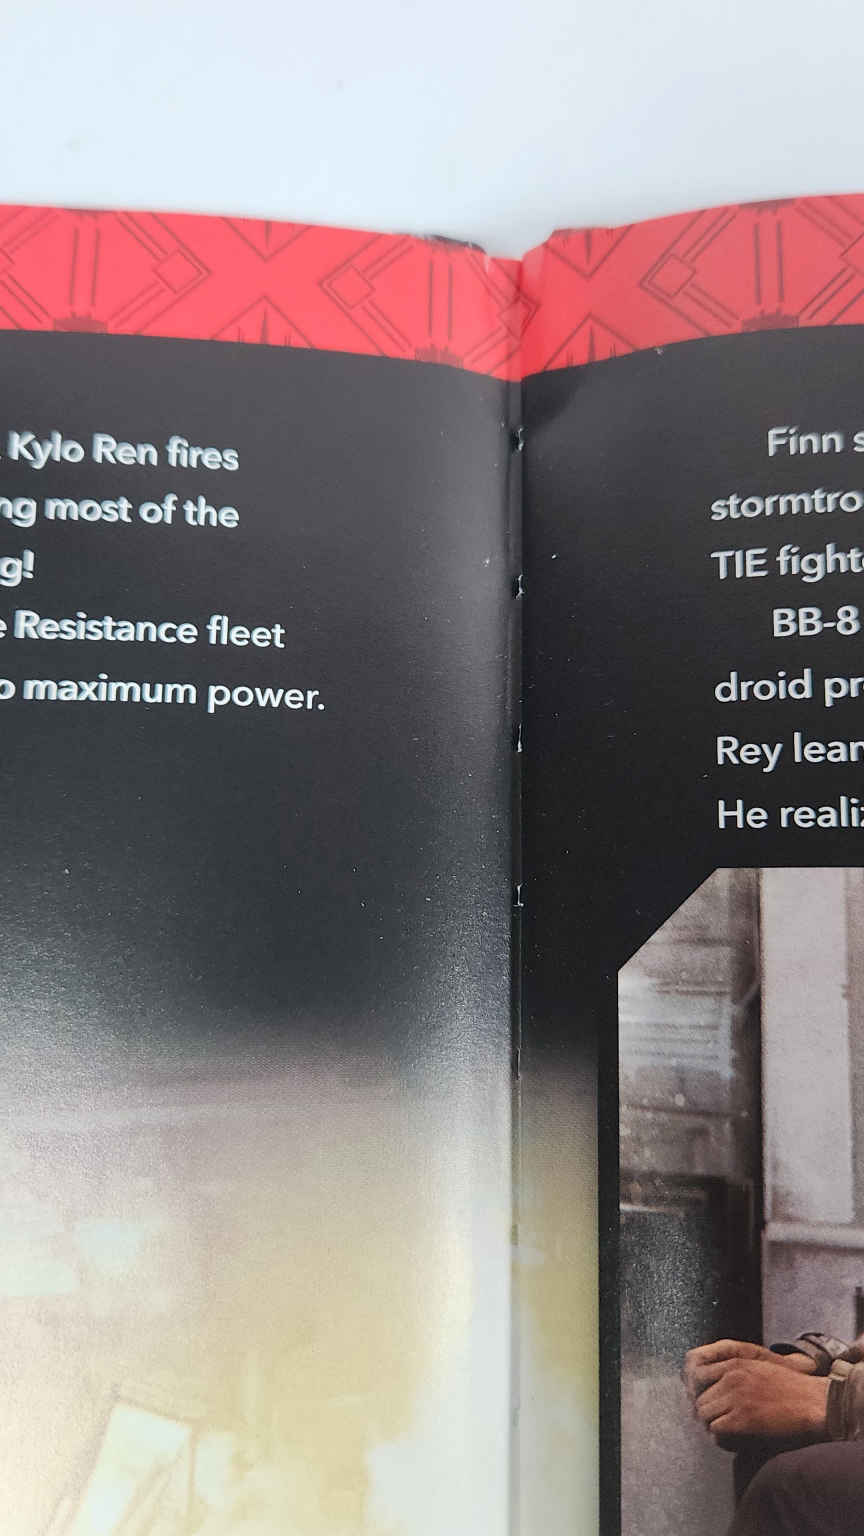 Kylo Ren fires
ng most of the
g!
e Resistance fleet
o maximum power.
Finn s
stormtro
TIE fight
BB-8
droid pr
Rey lear
He reali